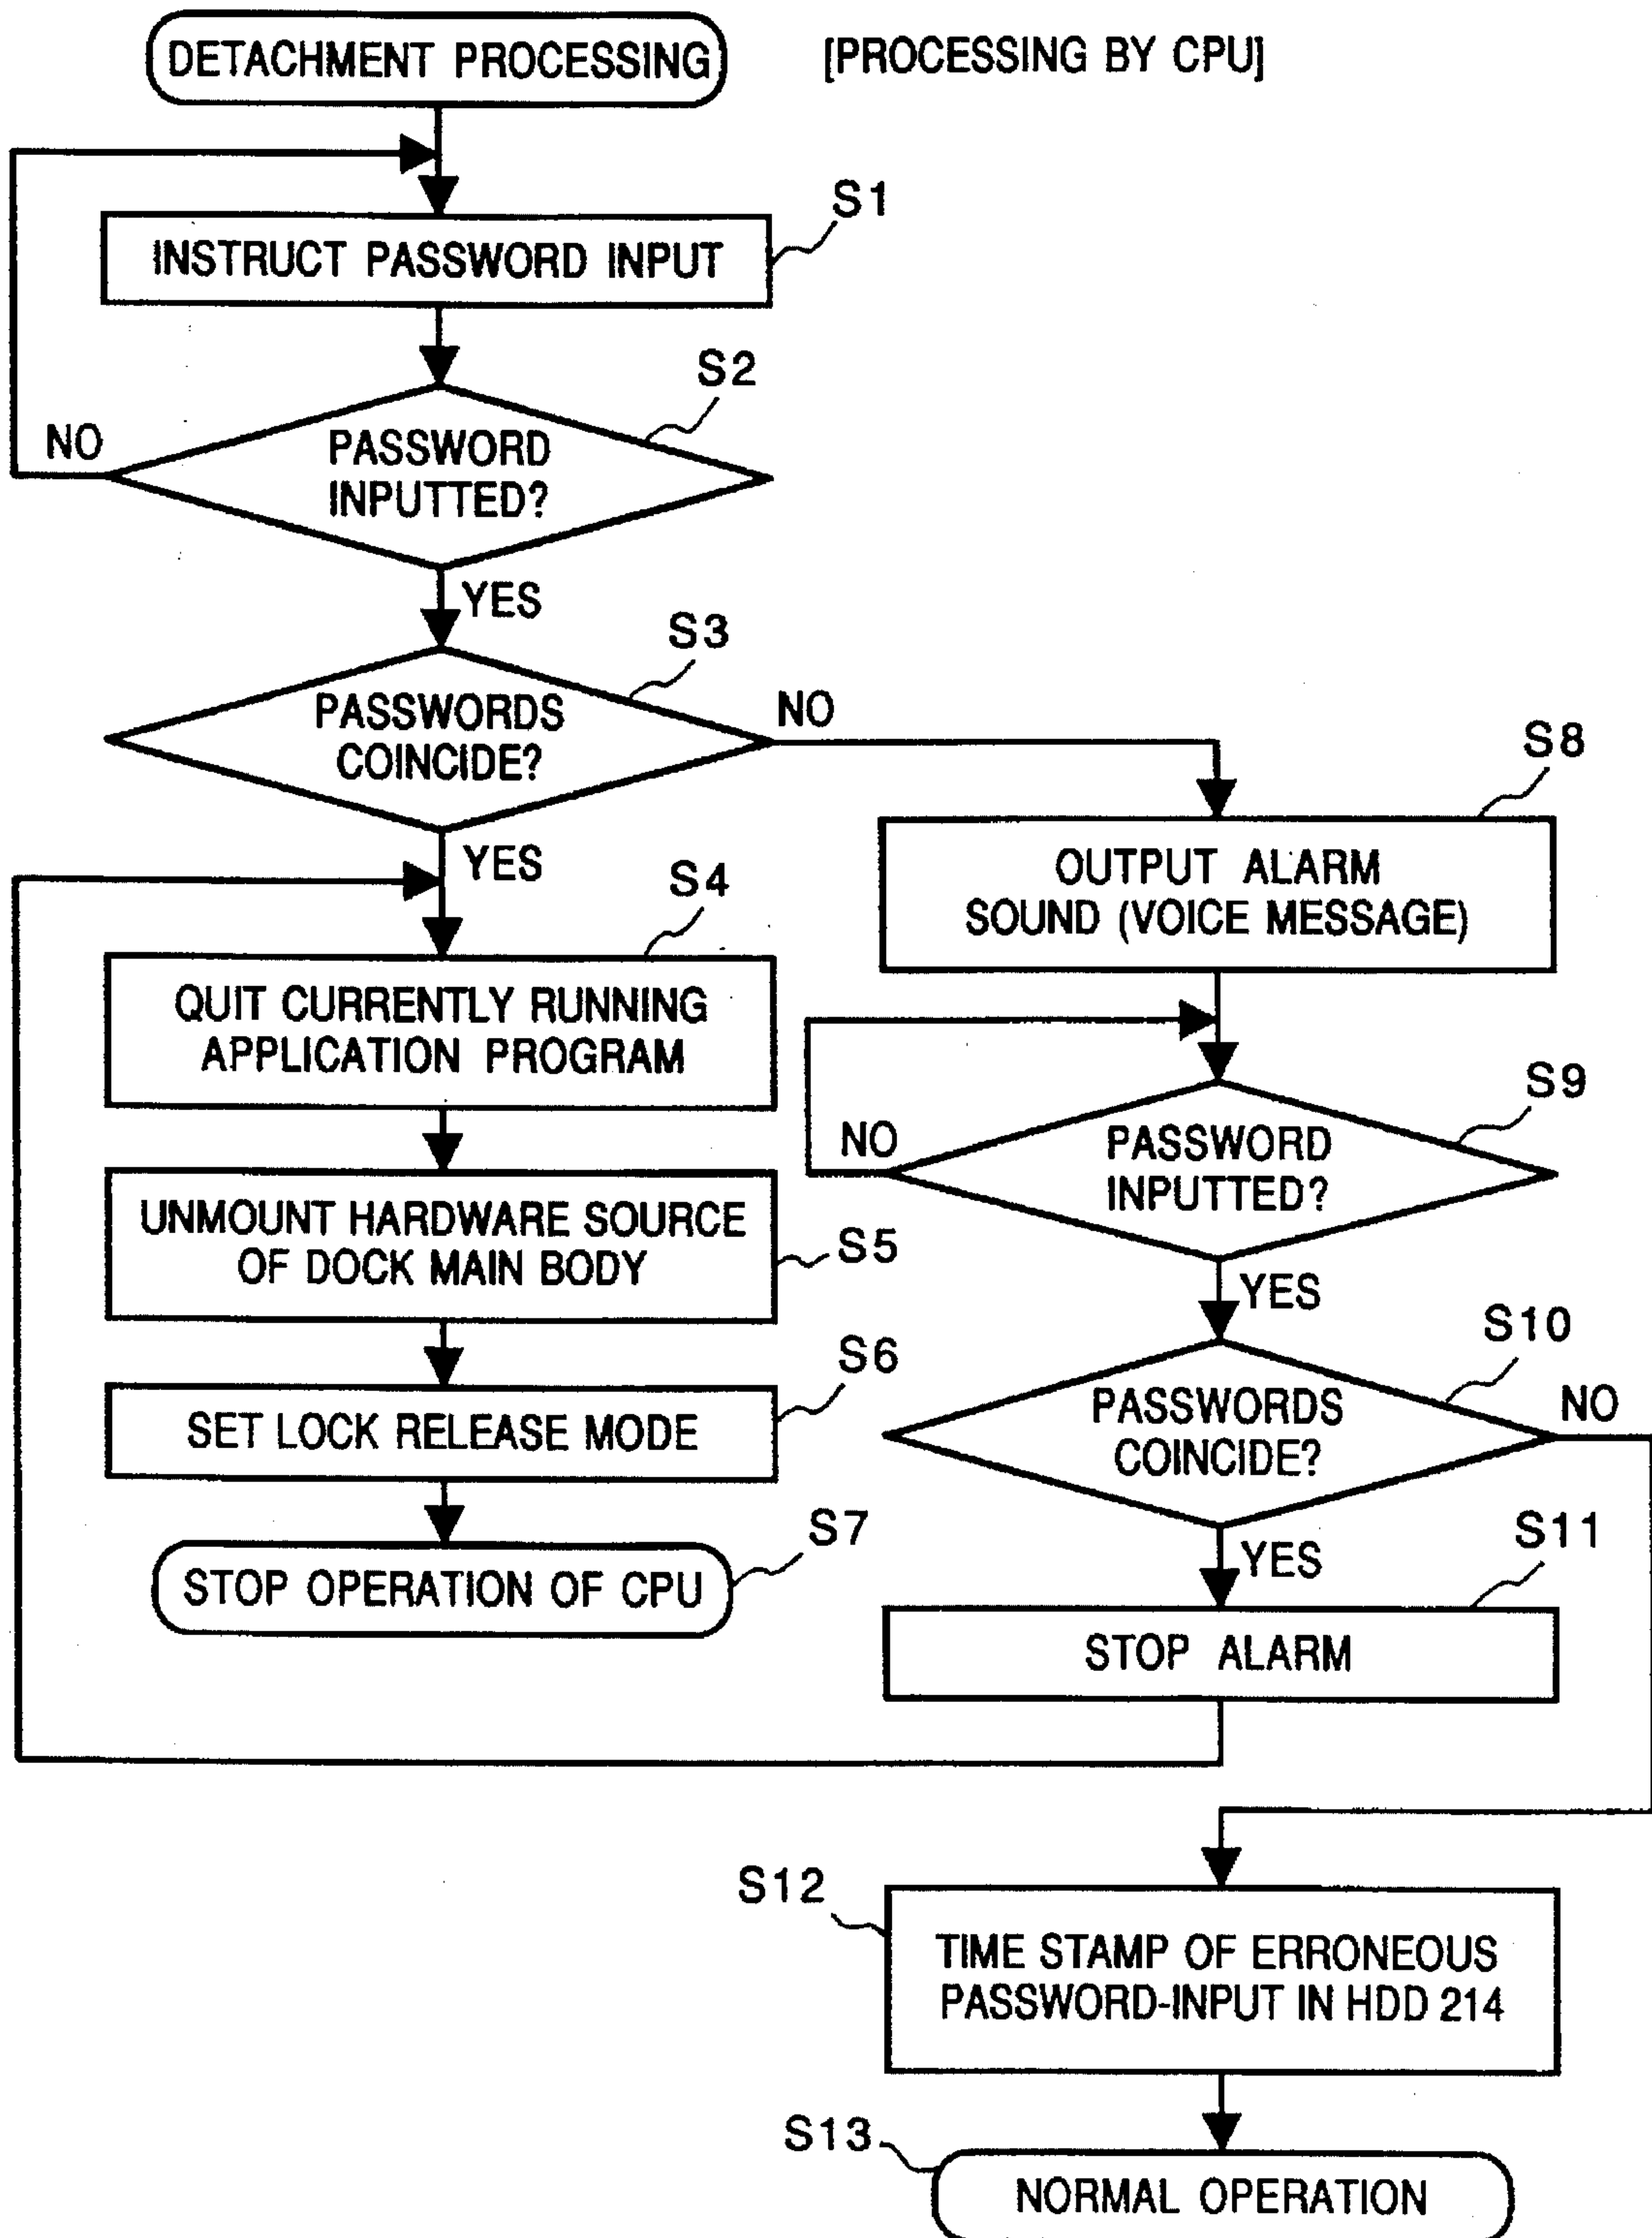 DETACHMENT PROCESSING
[PROCESSING BY CPU]
S1
INSTRUCT PASSWORD INPUT
S2
NO
PASSWORD
INPUTTED?
YES
S3
PASSWORDS
COINCIDE?
NO
YES
S4
QUIT CURRENTLY RUNNING
APPLICATION PROGRAM
UNMOUNT HARDWARE SOURCE
OF DOCK MAIN BODY
S5
S6
SET LOCK RELEASE MODE
S7
STOP OPERATION OF CPU
S8
OUTPUT ALARM
SOUND (VOICE MESSAGE)
S9
NO
PASSWORD
INPUTTED?
YES
S10
PASSWORDS
COINCIDE?
NO
YES
S11
STOP ALARM
S12
TIME STAMP OF ERRONEOUS
PASSWORD-INPUT IN HDD 214
S13
NORMAL OPERATION